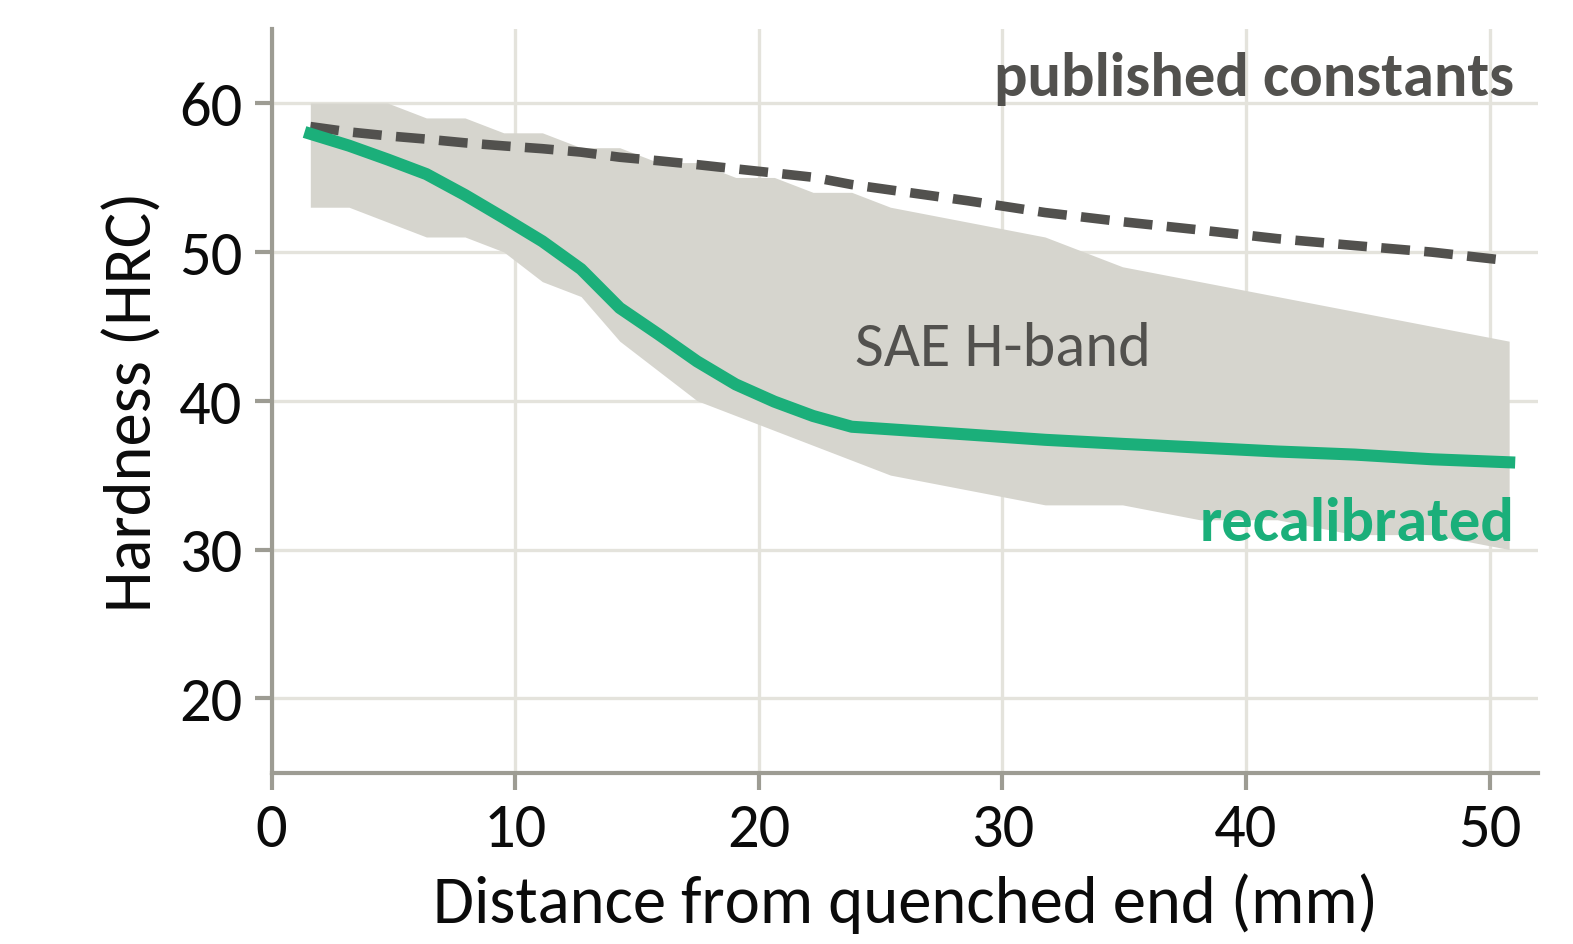 published constants
60
50
40
30
20
Hardness (HRC)
SAE H-band
recalibrated
0 10 20 30 40 50
Distance from quenched end (mm)